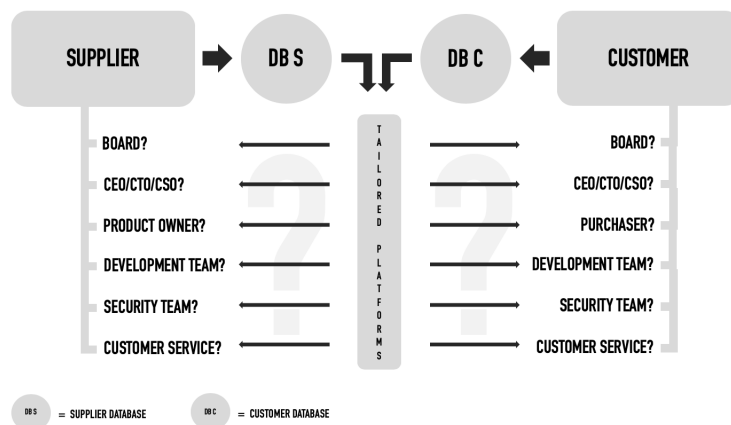 SUPPLIER
DB S
DB C
CUSTOMER
TAILORED PLATFORMS
BOARD?
CEO/CTO/CSO?
PRODUCT OWNER?
DEVELOPMENT TEAM?
SECURITY TEAM?
CUSTOMER SERVICE?
?
?
BOARD?
CEO/CTO/CSO?
PURCHASER?
DEVELOPMENT TEAM?
SECURITY TEAM?
CUSTOMER SERVICE?
DB S = SUPPLIER DATABASE
DB C = CUSTOMER DATABASE